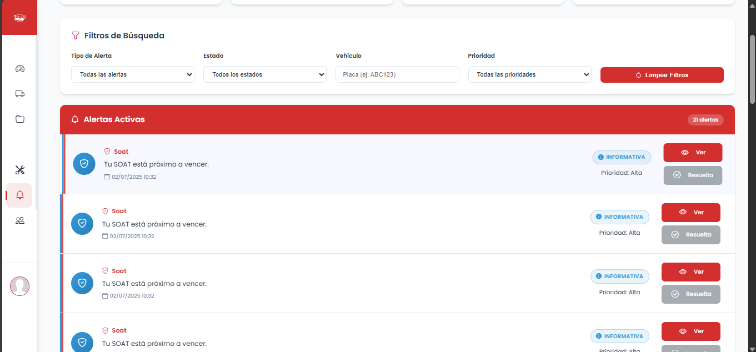 Filtros de Búsqueda
Tipo de Alerta Estado Vehículo Prioridad
Todas las alertas Todos los estados Placa (ej. ABC123) Todas las prioridades Limpiar Filtros
Alertas Activas 21 alertas
Soat
Tu SOAT está próximo a vencer.
02/07/2025 10:32
INFORMATIVA
Prioridad: Alta
Ver
Resuelta
Soat
Tu SOAT está próximo a vencer.
02/07/2025 10:32
INFORMATIVA
Prioridad: Alta
Ver
Resuelta
Soat
Tu SOAT está próximo a vencer.
02/07/2025 10:32
INFORMATIVA
Prioridad: Alta
Ver
Resuelta
Soat
Tu SOAT está próximo a vencer.
INFORMATIVA
Ver